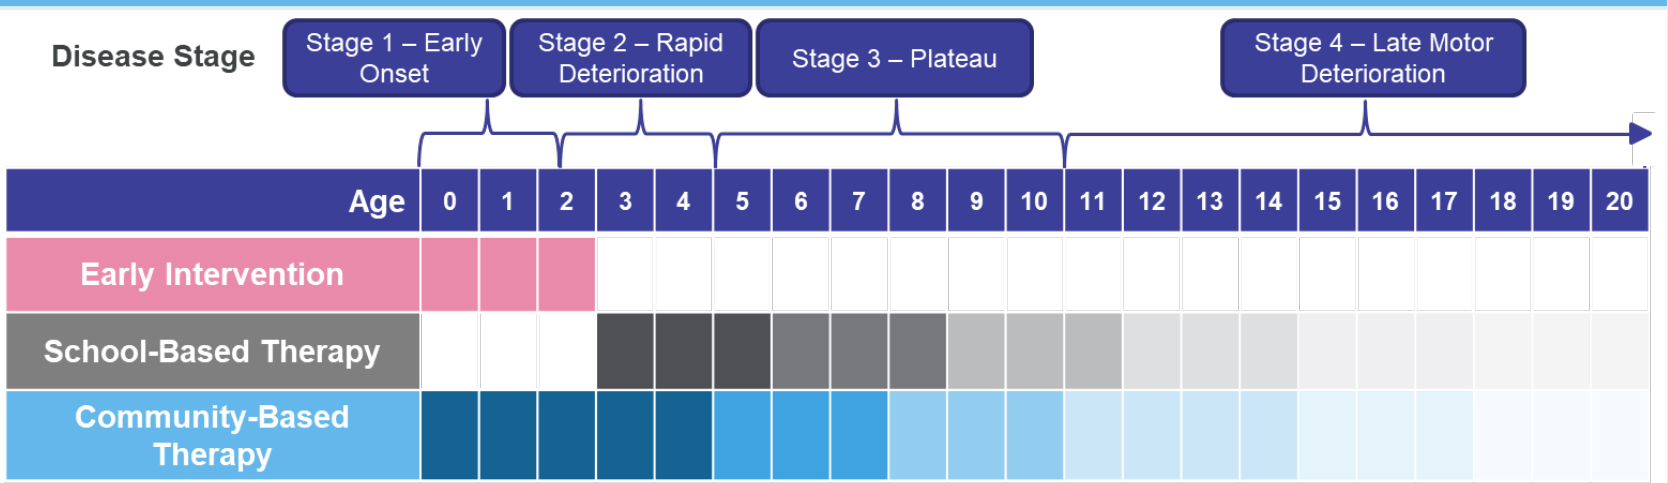 Disease Stage
Stage 1 – Early
Onset
Stage 2 – Rapid
Deterioration
Stage 3 – Plateau
Stage 4 – Late Motor
Deterioration
Age 0 1 2 3 4 5 6 7 8 9 10 11 12 13 14 15 16 17 18 19 20
Early Intervention
School-Based Therapy
Community-Based
Therapy